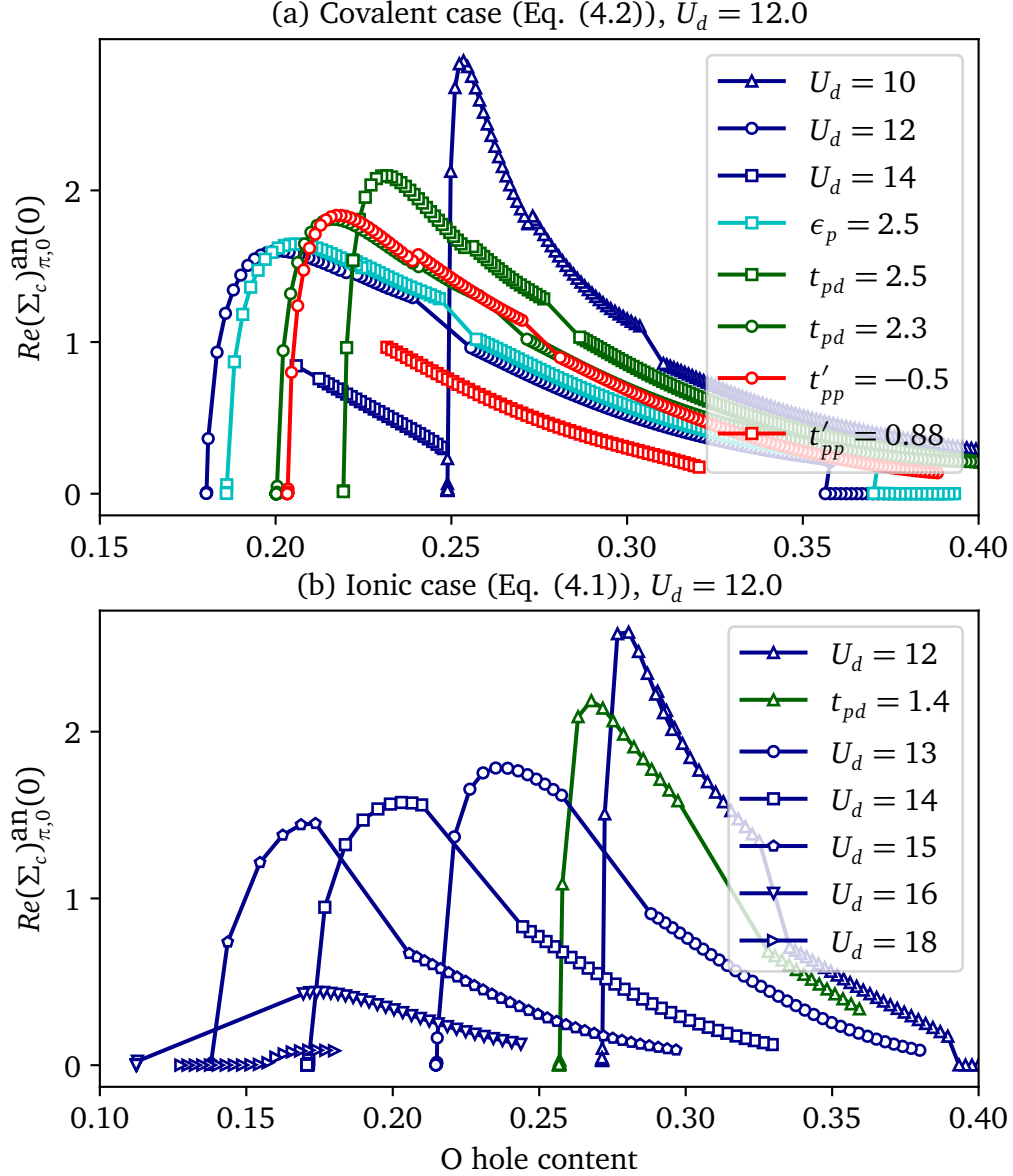 (a) Covalent case (Eq. (4.2)), U_d = 12.0
Re(Σ_c)^an_π,0(0)
2
1
0
U_d = 10
U_d = 12
U_d = 14
ϵ_p = 2.5
t_pd = 2.5
t_pd = 2.3
t′_pp = −0.5
t′_pp = 0.88
0.15 0.20 0.25 0.30 0.35 0.40
(b) Ionic case (Eq. (4.1)), U_d = 12.0
Re(Σ_c)^an_π,0(0)
2
1
0
U_d = 12
t_pd = 1.4
U_d = 13
U_d = 14
U_d = 15
U_d = 16
U_d = 18
0.10 0.15 0.20 0.25 0.30 0.35 0.40
O hole content